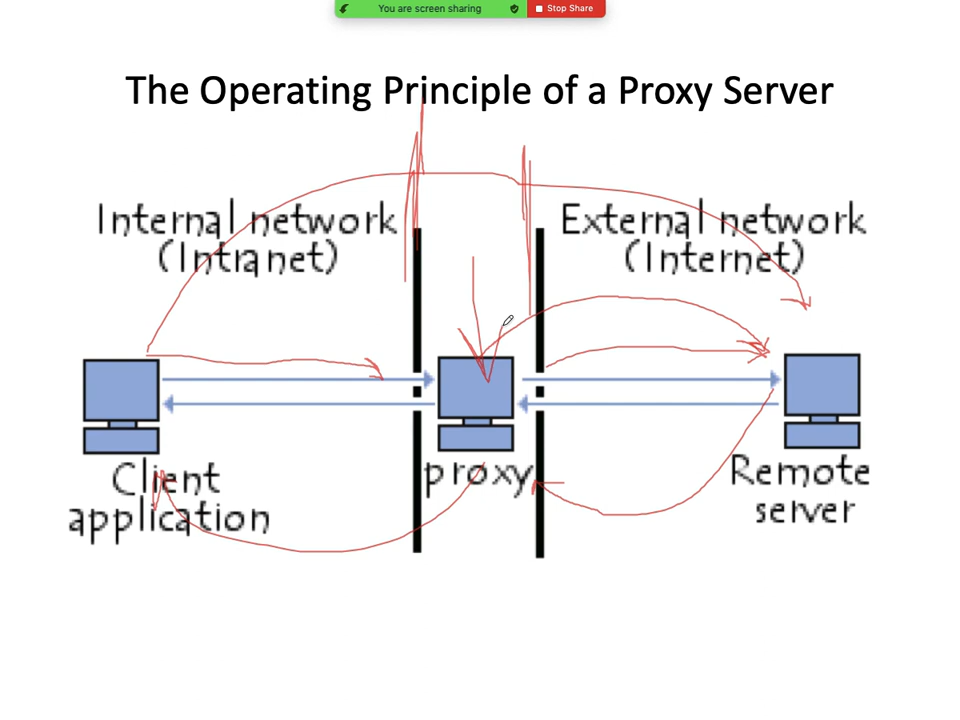 You are screen sharing
Stop Share
The Operating Principle of a Proxy Server
Internal network
(Intranet)
External network
(Internet)
Client
application
proxy
Remote
server